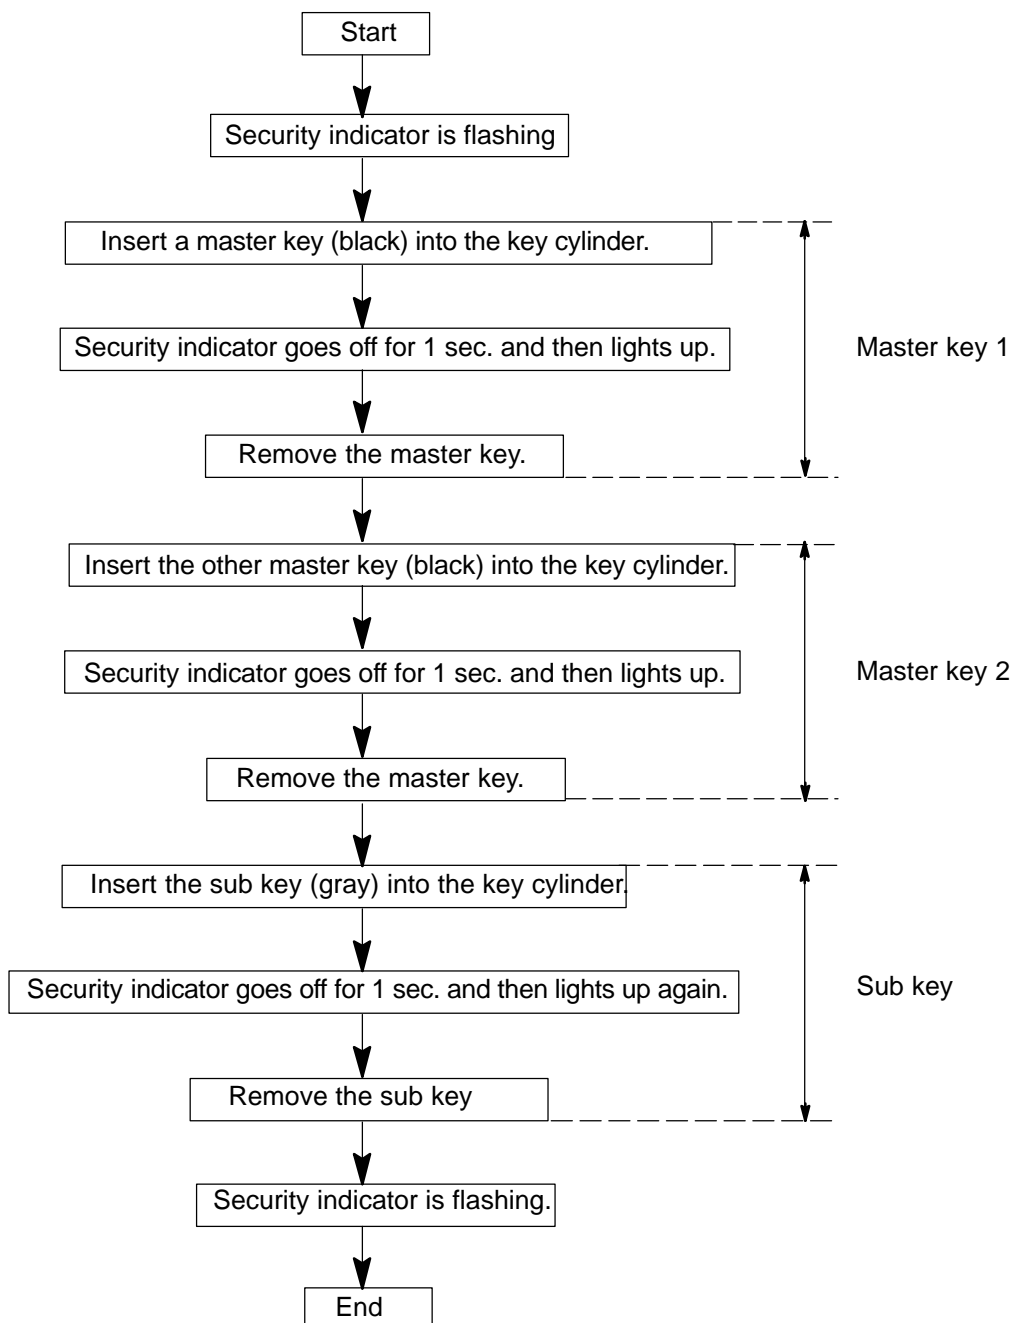 Start
Security indicator is flashing
Insert a master key (black) into the key cylinder.
Security indicator goes off for 1 sec. and then lights up.
Master key 1
Remove the master key.
Insert the other master key (black) into the key cylinder.
Security indicator goes off for 1 sec. and then lights up.
Master key 2
Remove the master key.
Insert the sub key (gray) into the key cylinder.
Security indicator goes off for 1 sec. and then lights up again.
Sub key
Remove the sub key
Security indicator is flashing.
End